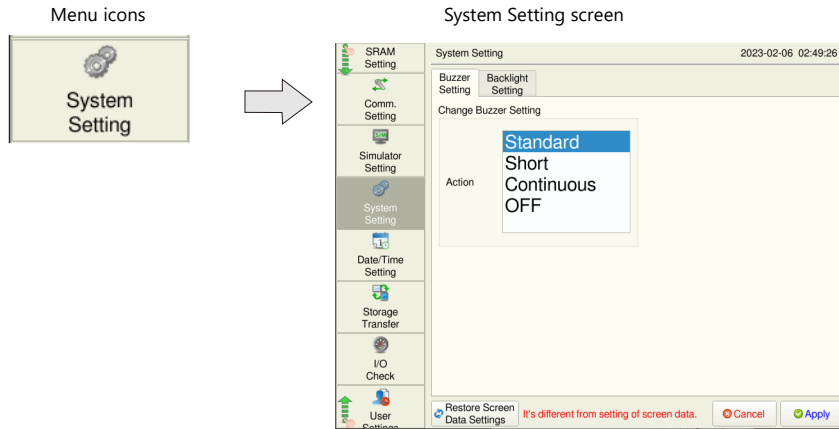 Menu icons
System Setting screen
System
Setting
SRAM
Setting
Comm.
Setting
SIM
Simulator
Setting
System
Setting
Date/Time
Setting
Storage
Transfer
I/O
Check
User
Settings
System Setting
2023-02-06 02:49:26
Buzzer
Setting
Backlight
Setting
Change Buzzer Setting
Action
Standard
Short
Continuous
OFF
Restore Screen
Data Settings
It's different from setting of screen data.
Cancel
Apply